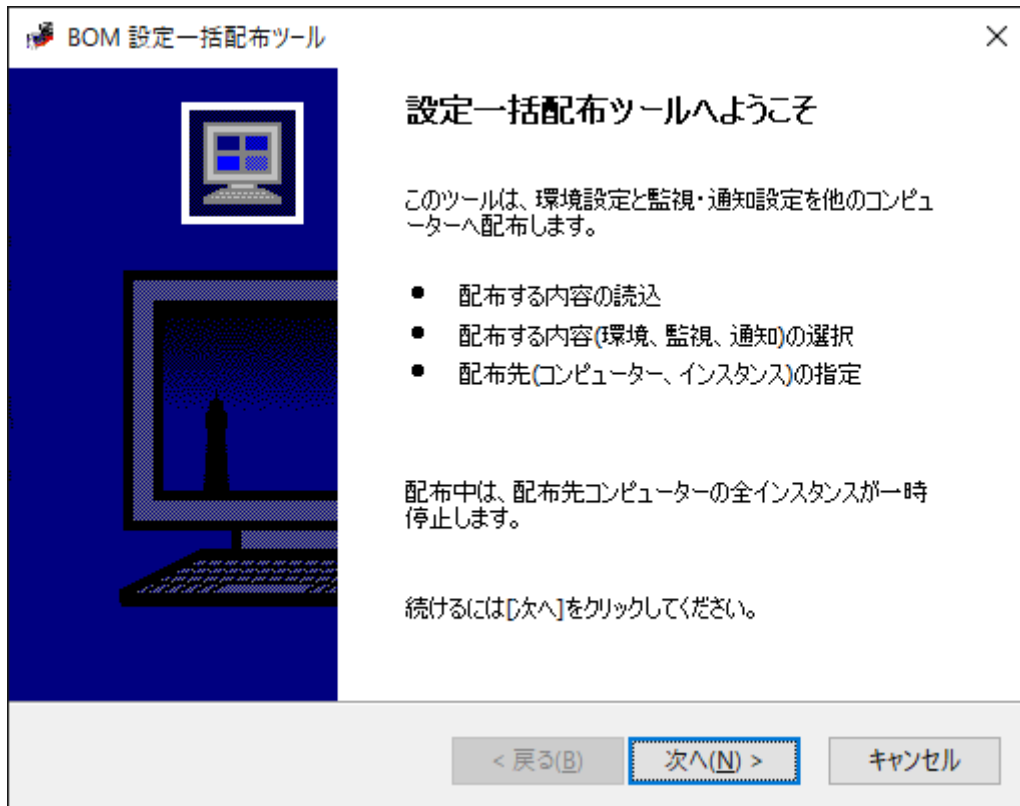 BOM 設定一括配布ツール
設定一括配布ツールへようこそ
このツールは、環境設定と監視・通知設定を他のコンピュ
ーターへ配布します。
● 配布する内容の読込
● 配布する内容(環境、監視、通知)の選択
● 配布先(コンピューター、インスタンス)の指定
配布中は、配布先コンピューターの全インスタンスが一時
停止します。
続けるには[次へ]をクリックしてください。
< 戻る(B)
次へ(N) >
キャンセル